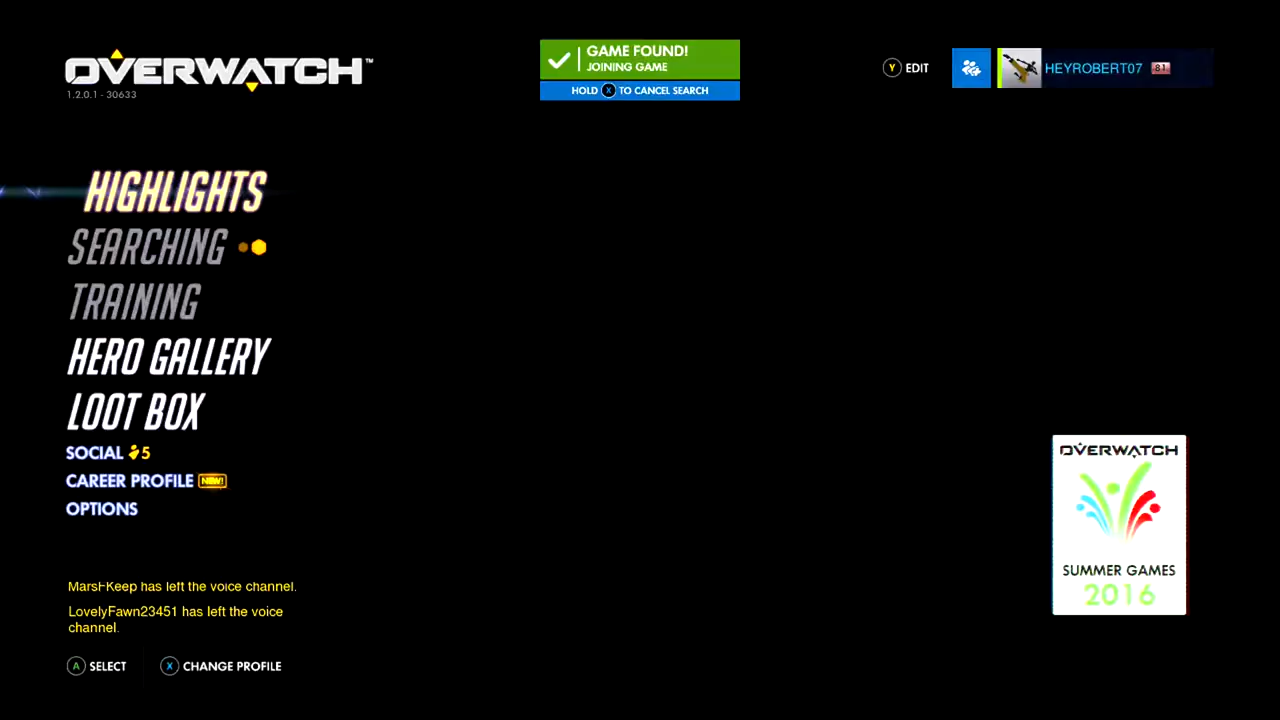 OVERWATCH™
1.2.0.1 - 30633
GAME FOUND!
JOINING GAME
HOLD X TO CANCEL SEARCH
Y EDIT
HEYROBERT07 81
HIGHLIGHTS
SEARCHING
TRAINING
HERO GALLERY
LOOT BOX
SOCIAL 5
CAREER PROFILE NEW!
OPTIONS
OVERWATCH
SUMMER GAMES
2016
has left the voice channel.
LovelyFawn23451 has left the voice
channel.
A SELECT
X CHANGE PROFILE